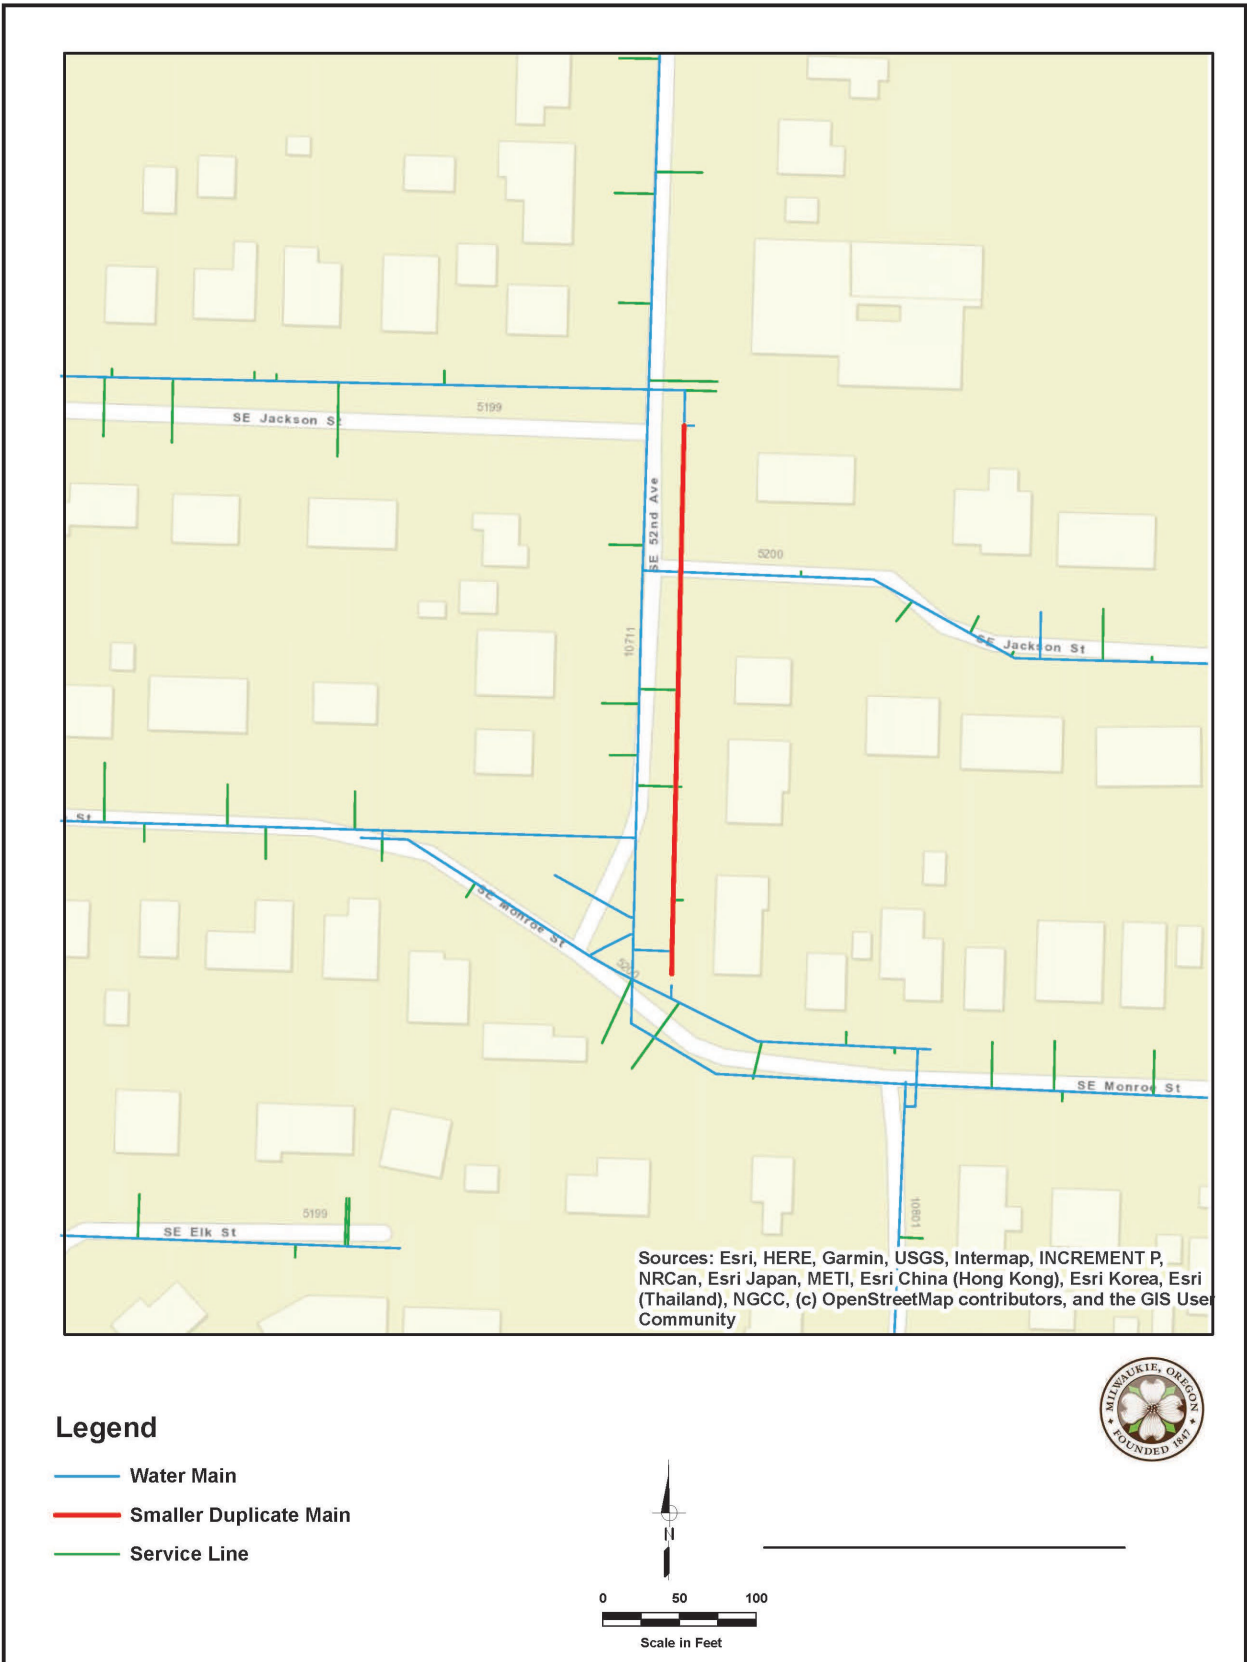 5199
SE Jackson St
SE 52nd Ave
5200
10711
SE Jackson St
St
SE Monroe St
5200
SE Monroe St
10801
5199
SE Elk St
Sources: Esri, HERE, Garmin, USGS, Intermap, INCREMENT P,
NRCan, Esri Japan, METI, Esri China (Hong Kong), Esri Korea, Esri
(Thailand), NGCC, (c) OpenStreetMap contributors, and the GIS User
Community
MILWAUKIE, OREGON
FOUNDED 1847
Legend
Water Main
Smaller Duplicate Main
Service Line
N
0 50 100
Scale in Feet